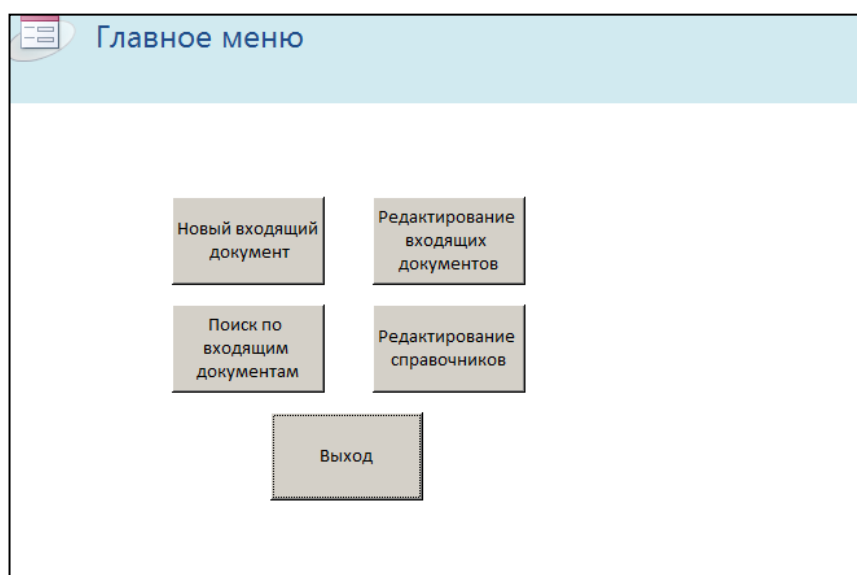 Главное меню
Новый входящий
документ
Редактирование
входящих
документов
Поиск по
входящим
документам
Редактирование
справочников
Выход